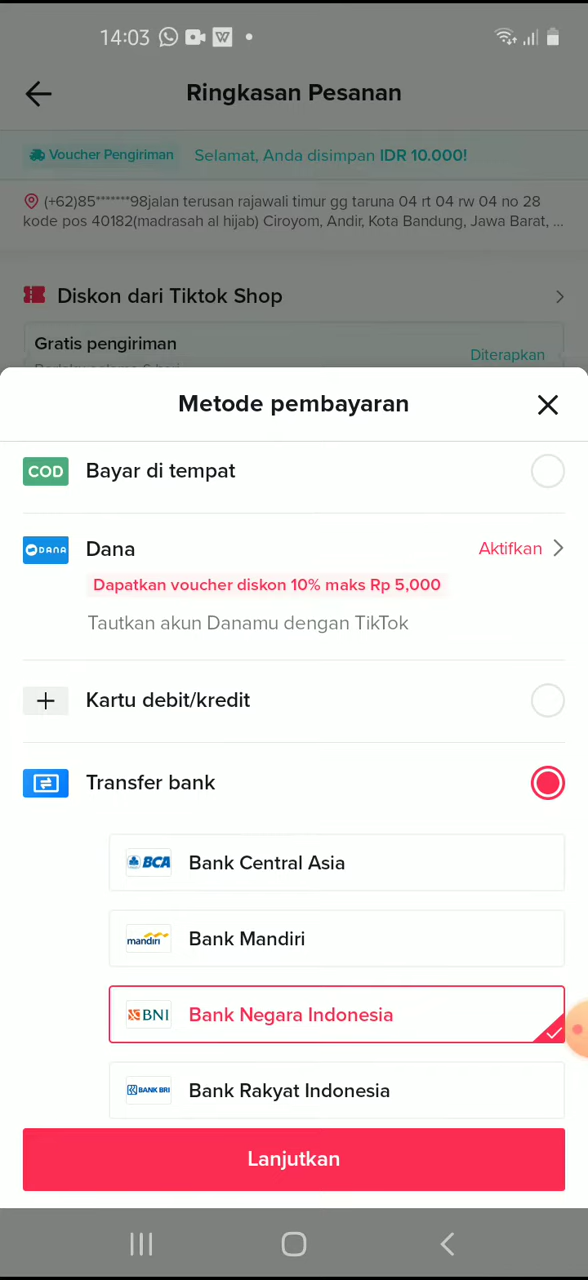 14:03
Ringkasan Pesanan
Voucher Pengiriman Selamat, Anda disimpan IDR 10.000!
(+62)85*******98jalan terusan rajawali timur gg taruna 04 rt 04 rw 04 no 28
kode pos 40182(madrasah al hijab) Ciroyom, Andir, Kota Bandung, Jawa Barat, ...
Diskon dari Tiktok Shop
Gratis pengiriman
Diterapkan
Metode pembayaran
COD Bayar di tempat
DANA Dana Aktifkan
Dapatkan voucher diskon 10% maks Rp 5,000
Tautkan akun Danamu dengan TikTok
Kartu debit/kredit
Transfer bank
BCA Bank Central Asia
mandiri Bank Mandiri
BNI Bank Negara Indonesia
BANK BRI Bank Rakyat Indonesia
Lanjutkan